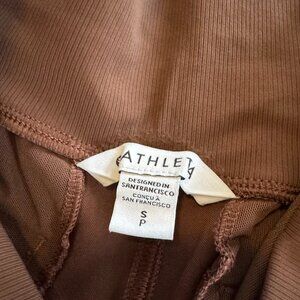 ATHLETA
DESIGNED IN
SAN FRANCISCO
CONÇU À
SAN FRANCISCO
S
P